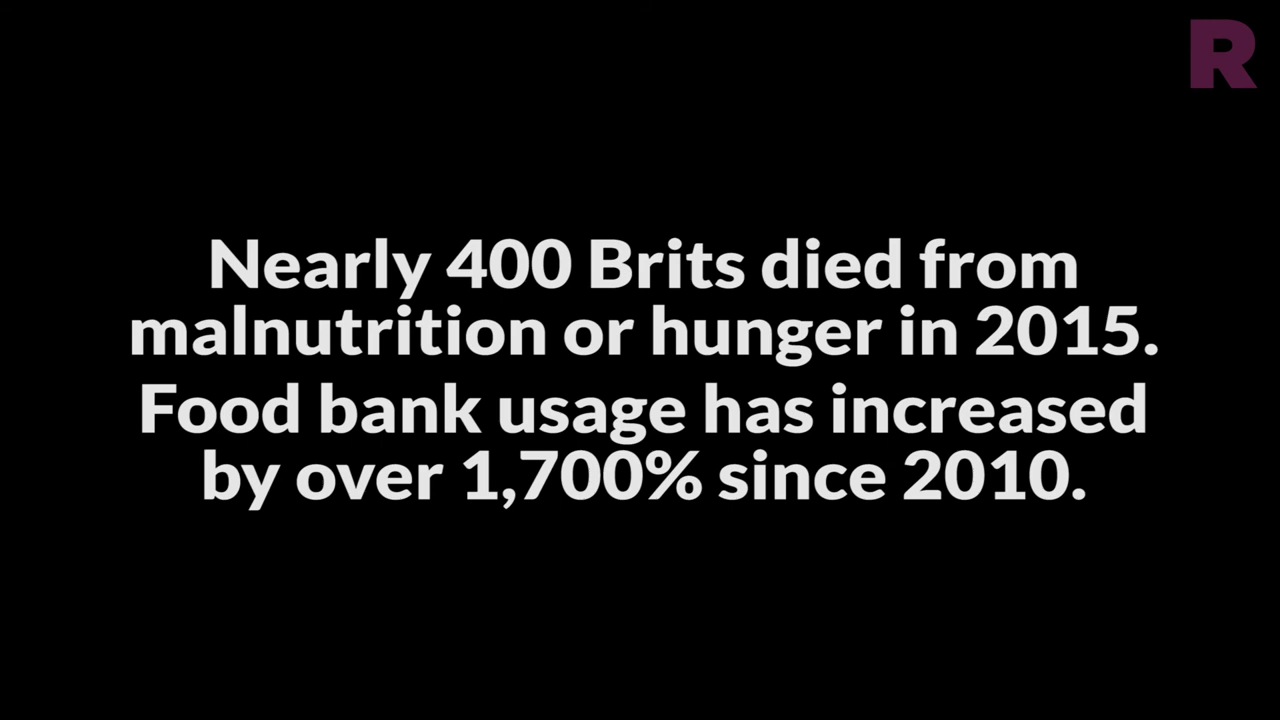 R
Nearly 400 Brits died from
malnutrition or hunger in 2015.
Food bank usage has increased
by over 1,700% since 2010.